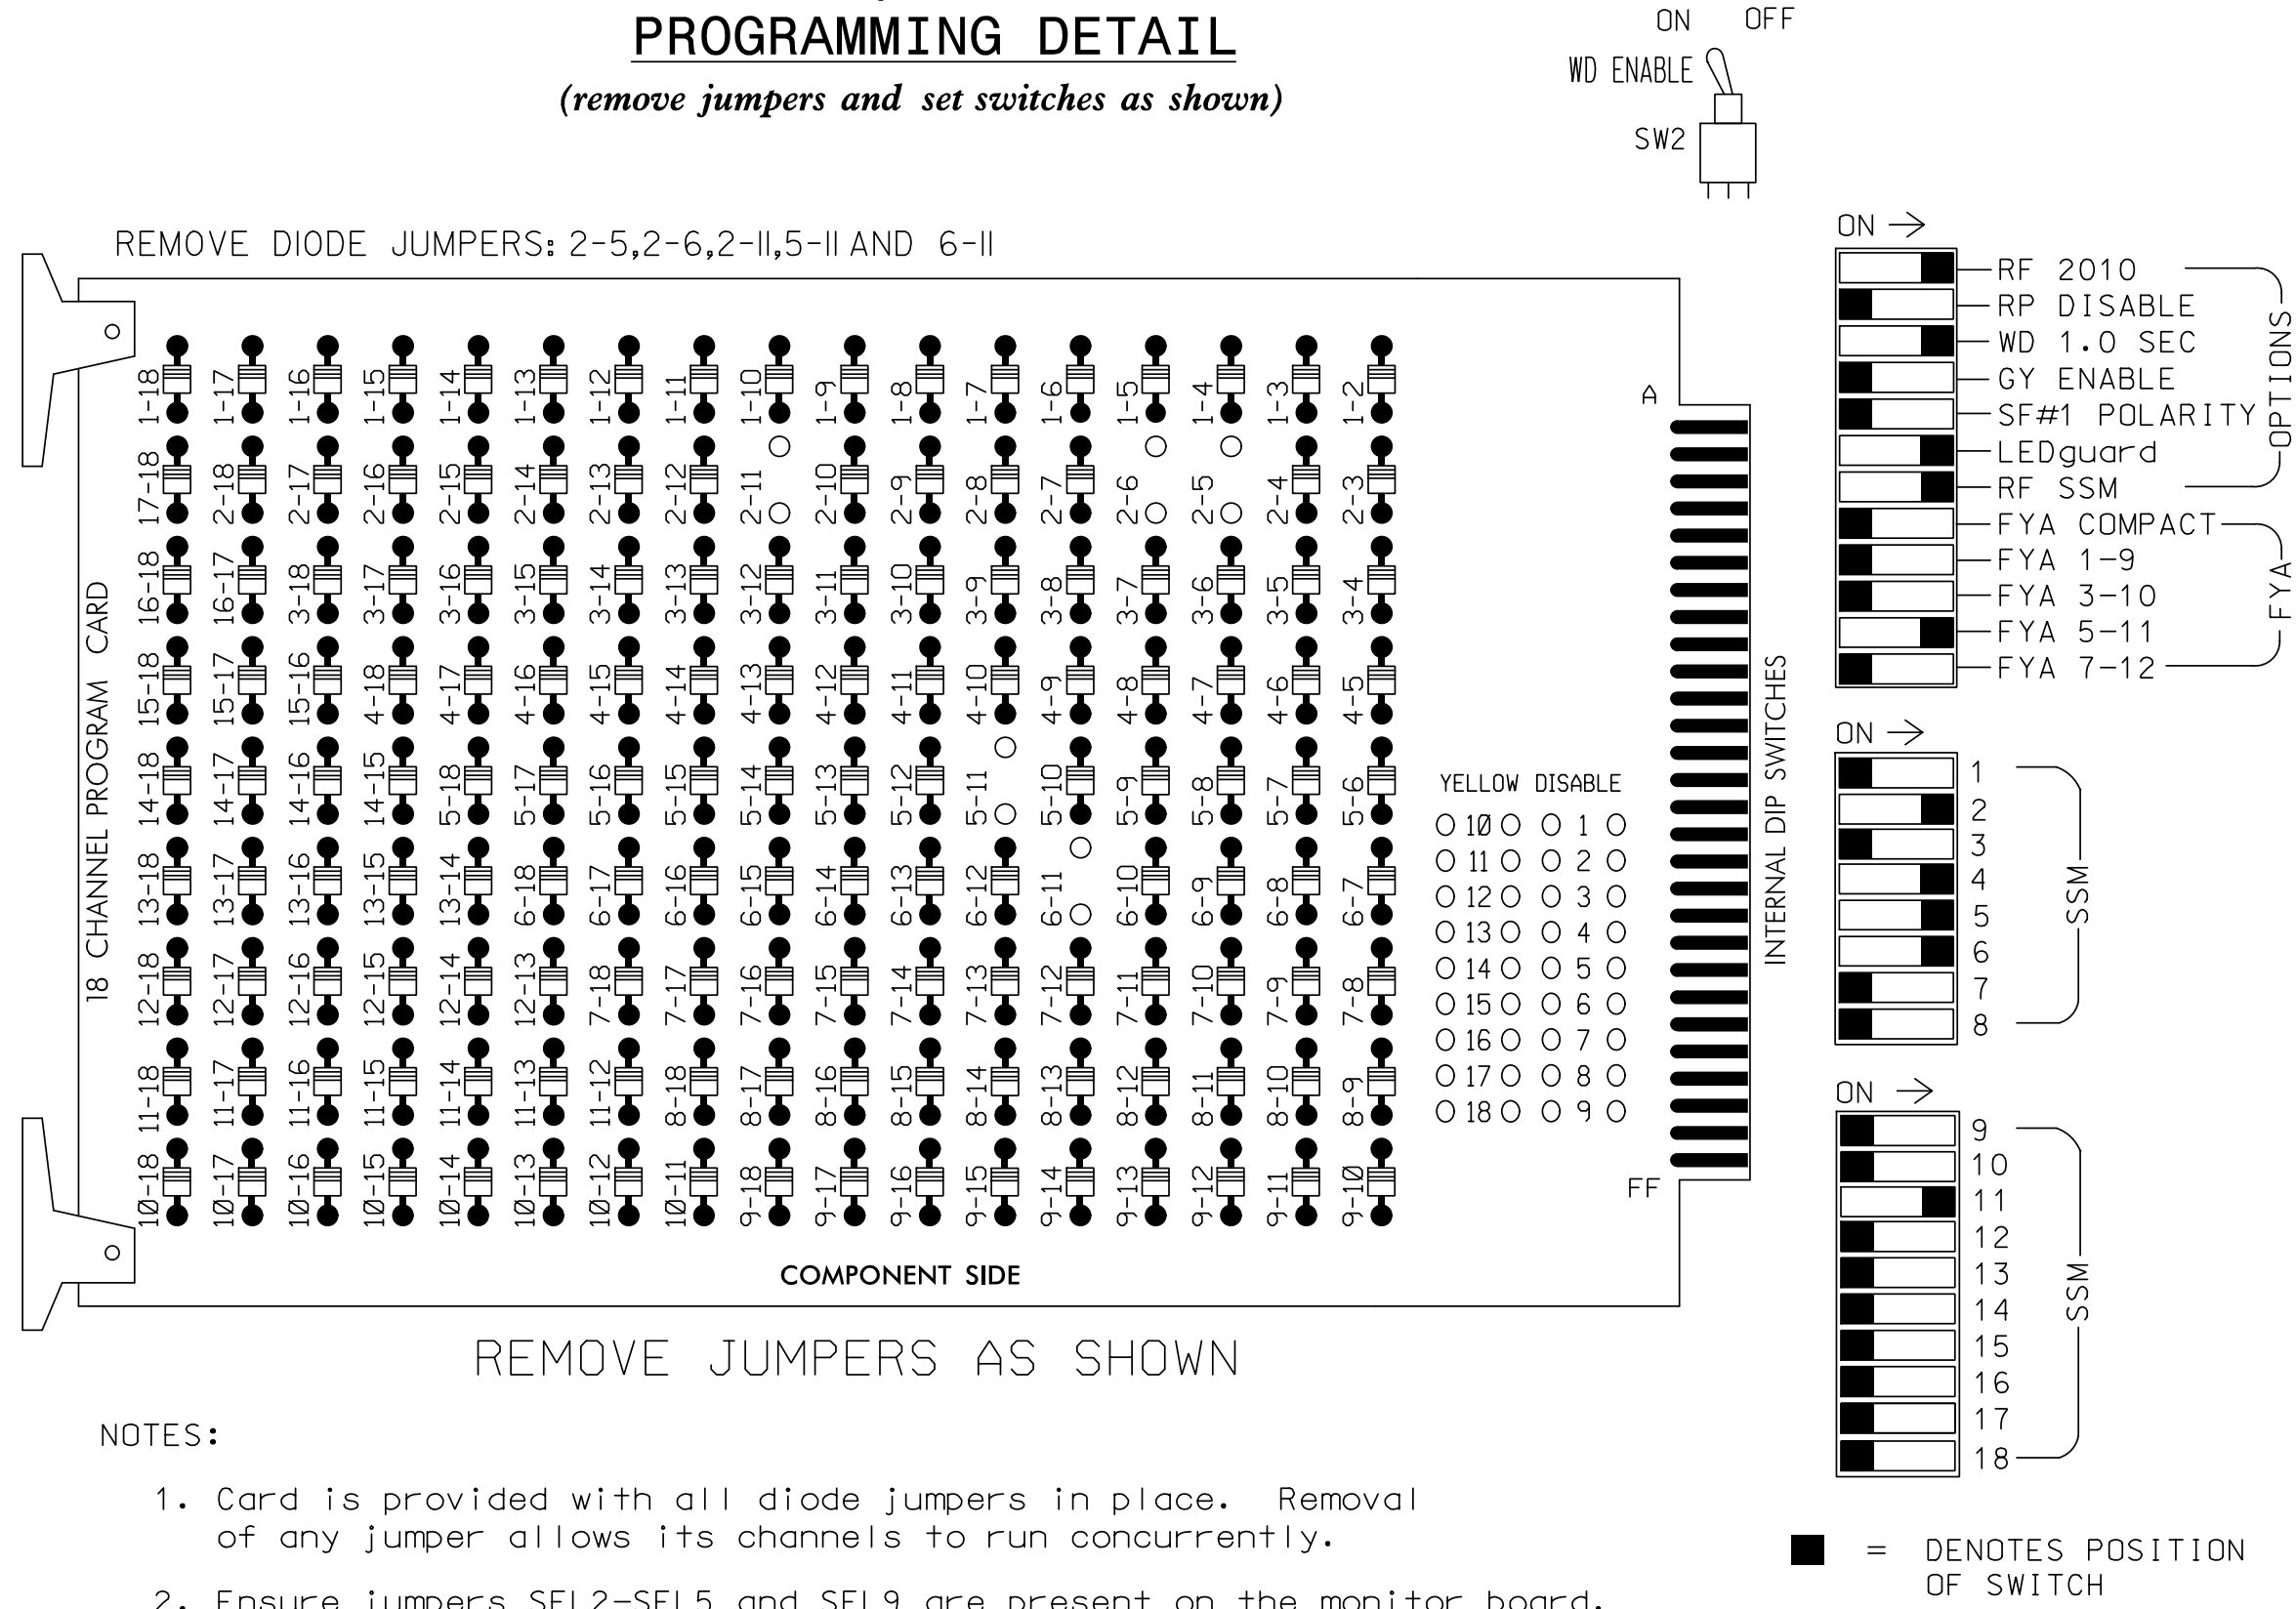 PROGRAMMING DETAIL
(remove jumpers and set switches as shown)
ON OFF
WD ENABLE
SW2
REMOVE DIODE JUMPERS: 2-5,2-6,2-11,5-11 AND 6-11
18 CHANNEL PROGRAM CARD
1-18 1-17 1-16 1-15 1-14 1-13 1-12 1-11 1-10 1-9 1-8 1-7 1-6 1-5 1-4 1-3 1-2
17-18 2-18 2-17 2-16 2-15 2-14 2-13 2-12 2-11 2-10 2-9 2-8 2-7 2-6 2-5 2-4 2-3
16-18 16-17 3-18 3-17 3-16 3-15 3-14 3-13 3-12 3-11 3-10 3-9 3-8 3-7 3-6 3-5 3-4
15-18 15-17 15-16 4-18 4-17 4-16 4-15 4-14 4-13 4-12 4-11 4-10 4-9 4-8 4-7 4-6 4-5
14-18 14-17 14-16 14-15 5-18 5-17 5-16 5-15 5-14 5-13 5-12 5-11 5-10 5-9 5-8 5-7 5-6
13-18 13-17 13-16 13-15 13-14 6-18 6-17 6-16 6-15 6-14 6-13 6-12 6-11 6-10 6-9 6-8 6-7
12-18 12-17 12-16 12-15 12-14 12-13 7-18 7-17 7-16 7-15 7-14 7-13 7-12 7-11 7-10 7-9 7-8
11-18 11-17 11-16 11-15 11-14 11-13 11-12 8-18 8-17 8-16 8-15 8-14 8-13 8-12 8-11 8-10 8-9
1Ø-18 1Ø-17 1Ø-16 1Ø-15 1Ø-14 1Ø-13 1Ø-12 1Ø-11 9-18 9-17 9-16 9-15 9-14 9-13 9-12 9-11 9-1Ø
A
YELLOW DISABLE
1Ø 1
11 2
12 3
13 4
14 5
15 6
16 7
17 8
18 9
FF
COMPONENT SIDE
INTERNAL DIP SWITCHES
ON
RF 2010
RP DISABLE
WD 1.0 SEC
GY ENABLE
SF#1 POLARITY
LEDguard
RF SSM
OPTIONS
FYA COMPACT
FYA 1-9
FYA 3-10
FYA 5-11
FYA 7-12
FYA
ON
1
2
3
4
5
6
7
8
SSM
ON
9
10
11
12
13
14
15
16
17
18
SSM
REMOVE JUMPERS AS SHOWN
NOTES:
1. Card is provided with all diode jumpers in place. Removal
of any jumper allows its channels to run concurrently.
2. Ensure jumpers SEL2-SEL5 and SEL9 are present on the monitor board.
= DENOTES POSITION
OF SWITCH